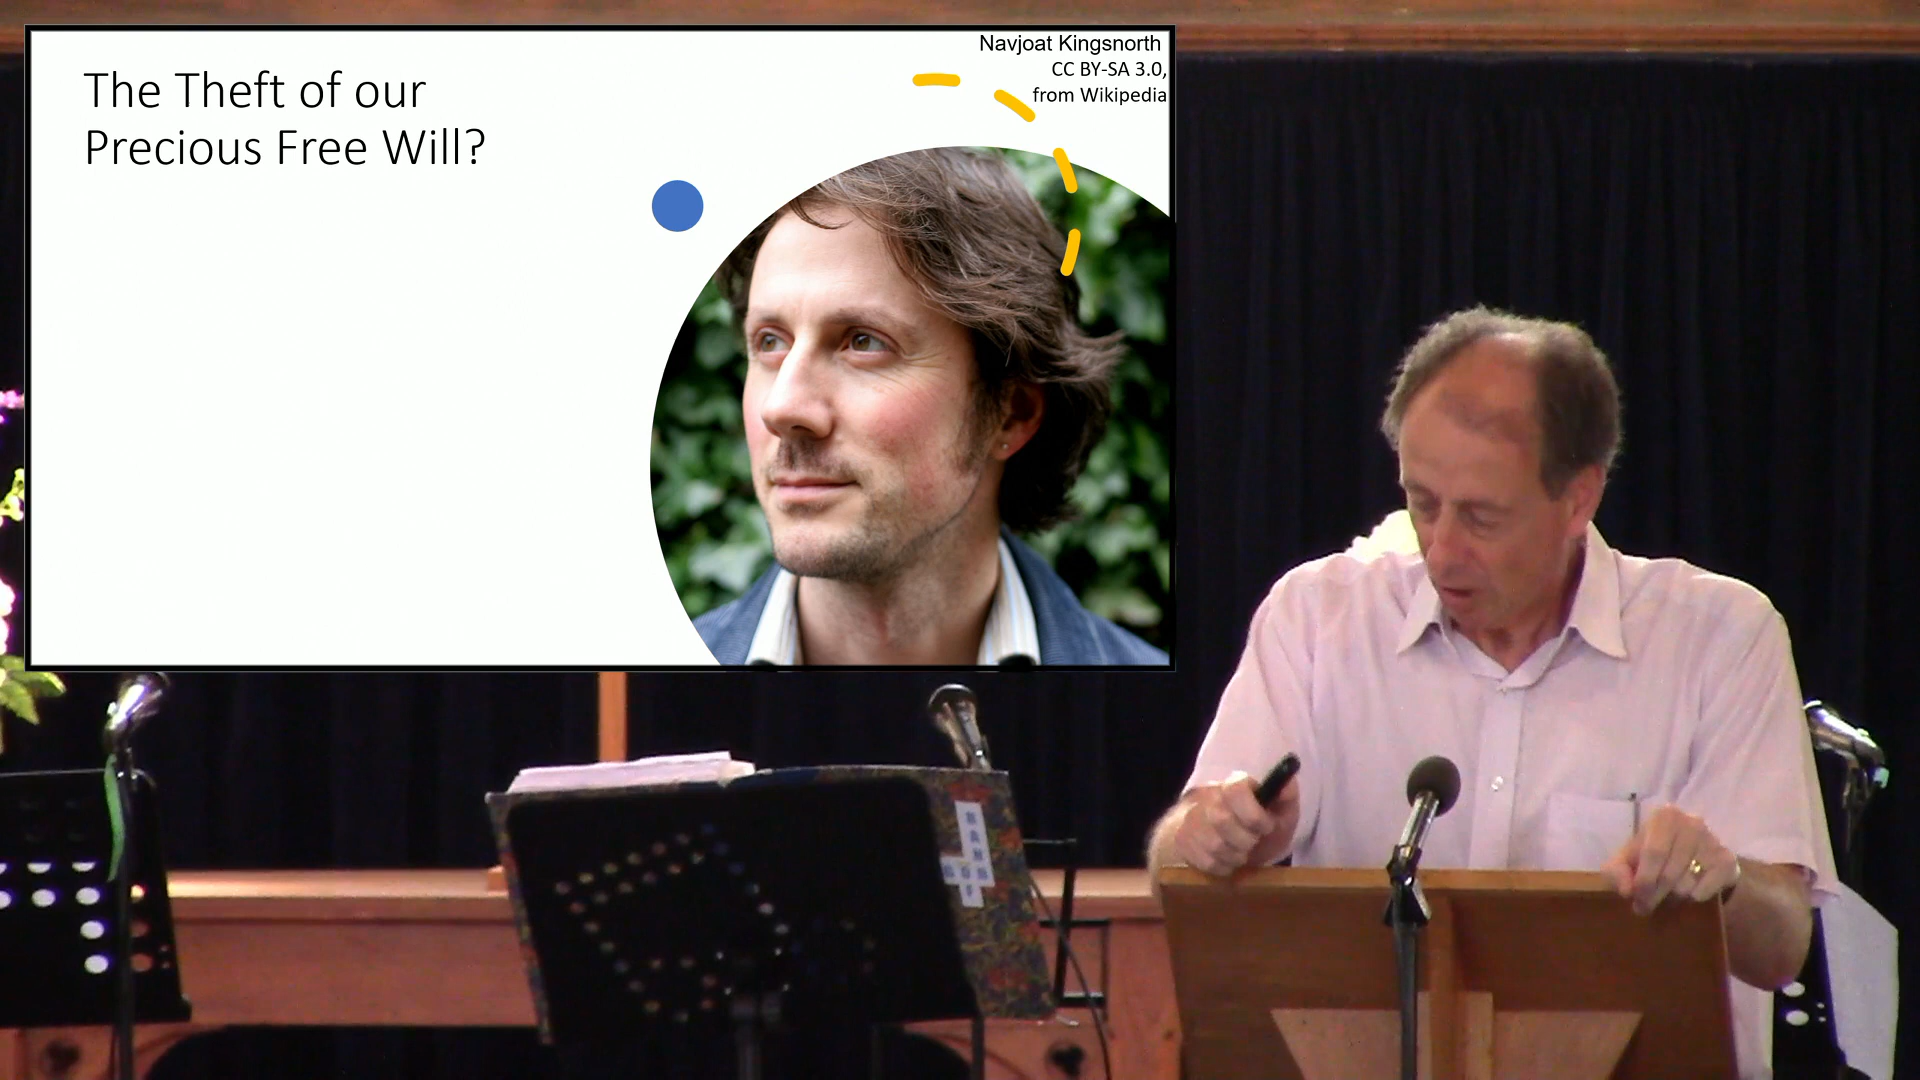 The Theft of our
Precious Free Will?
Navjoat Kingsnorth
CC BY-SA 3.0,
from Wikipedia